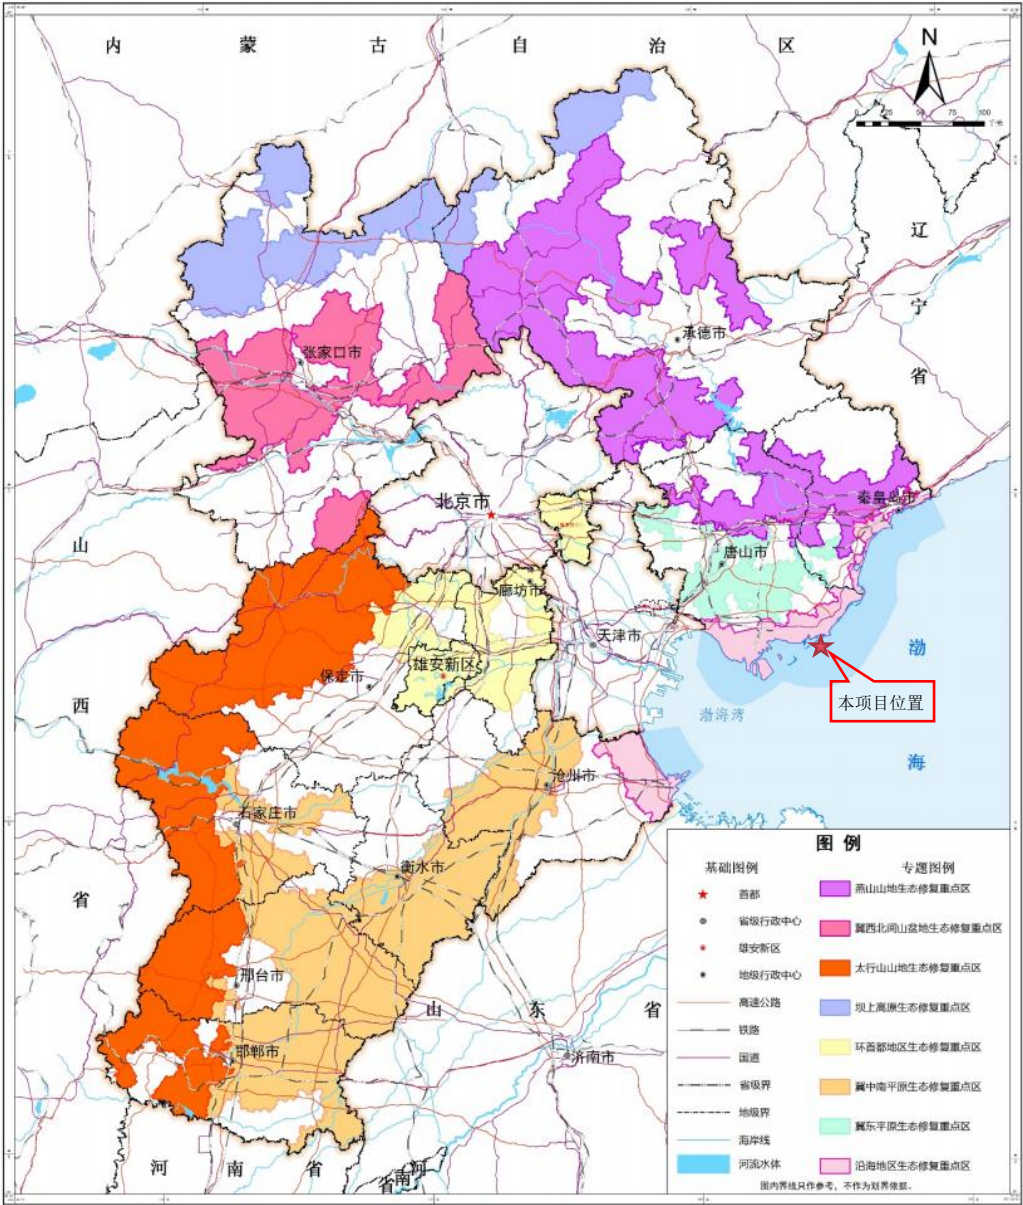 内 蒙 古 自 治 区
N
0 25 50 75 100
千米
辽
宁
省
承德市
张家口市
北京市
秦皇岛市
山
唐山市
廊坊市
天津市
渤
雄安新区
保定市
西
本项目位置
渤海湾
海
沧州市
石家庄市
图 例
基础图例
专题图例
衡水市
首都
燕山山地生态修复重点区
省
省级行政中心
冀西北间山盆地生态修复重点区
雄安新区
太行山山地生态修复重点区
邢台市
地级行政中心
山 东 省
高速公路
坝上高原生态修复重点区
铁路
邯郸市
济南市
国道
环首都地区生态修复重点区
省级界
冀中南平原生态修复重点区
地级界
冀东平原生态修复重点区
海岸线
河 南 省
河流水体
沿海地区生态修复重点区
河
南
省
图内界线只作参考，不作为划界依据。